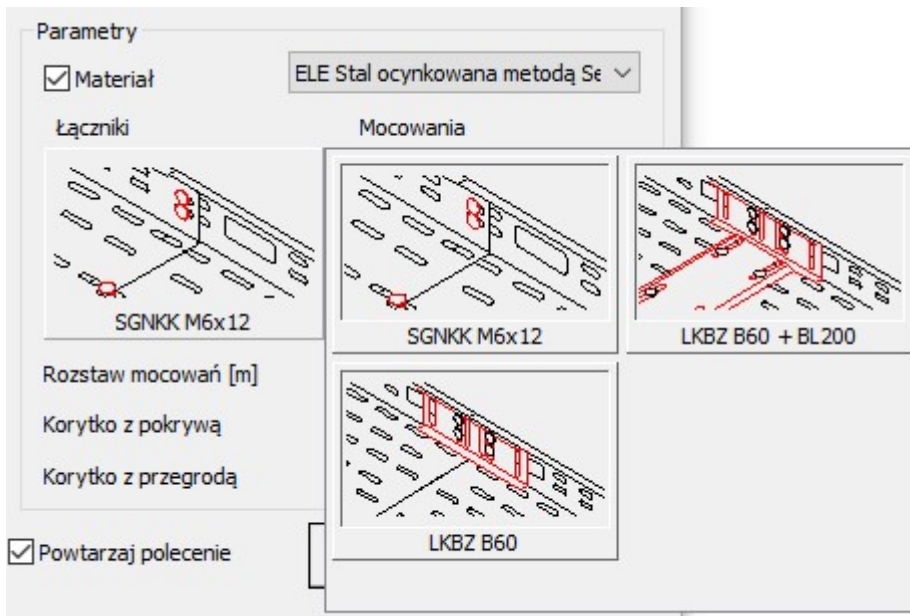 Parametry
Materiał
ELE Stal ocynkowana metodą Se
Łączniki
Mocowania
SGNKK M6x12
SGNKK M6x12
LKBZ B60 + BL200
Rozstaw mocowań [m]
Korytko z pokrywą
Korytko z przegrodą
LKBZ B60
Powtarzaj polecenie